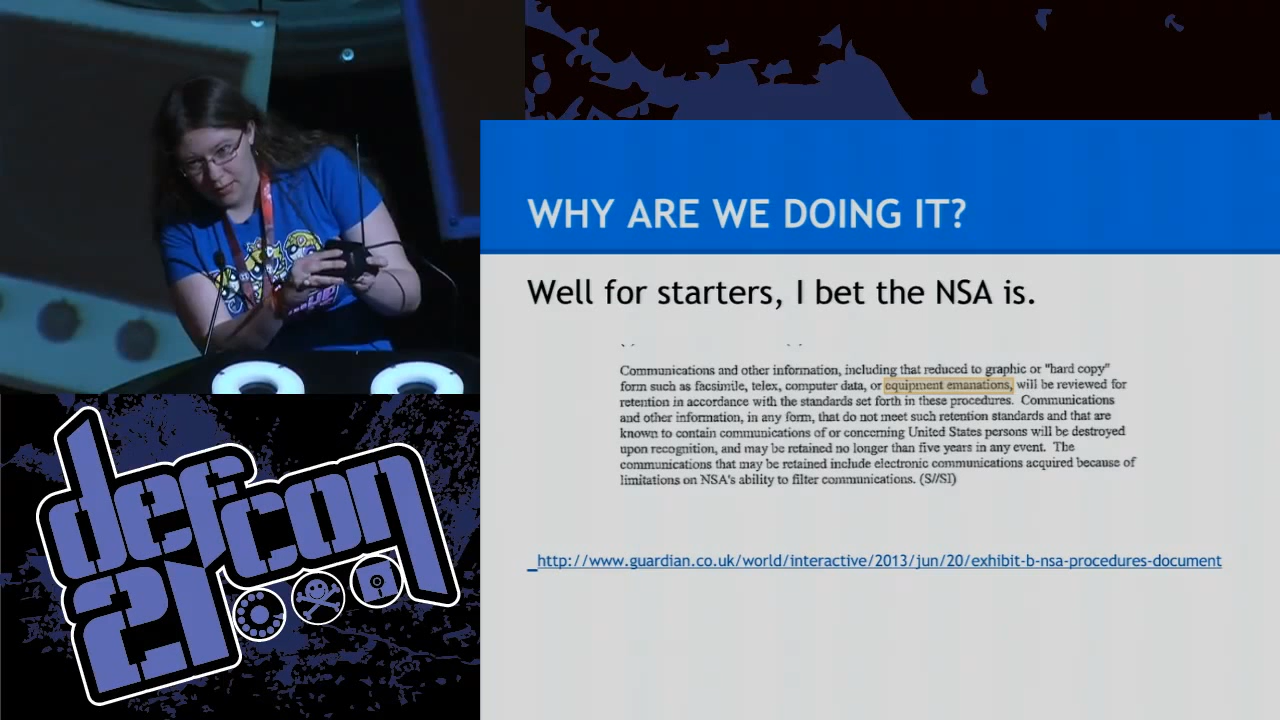 WHY ARE WE DOING IT?
Well for starters, I bet the NSA is.
Communications and other information, including that reduced to graphic or "hard copy"
form such as facsimile, telex, computer data, or equipment emanations, will be reviewed for
retention in accordance with the standards set forth in these procedures. Communications
and other information, in any form, that do not meet such retention standards and that are
known to contain communications of or concerning United States persons will be destroyed
upon recognition, and may be retained no longer than five years in any event. The
communications that may be retained include electronic communications acquired because of
limitations on NSA's ability to filter communications. (S//SI)
_http://www.guardian.co.uk/world/interactive/2013/jun/20/exhibit-b-nsa-procedures-document
defcon
21